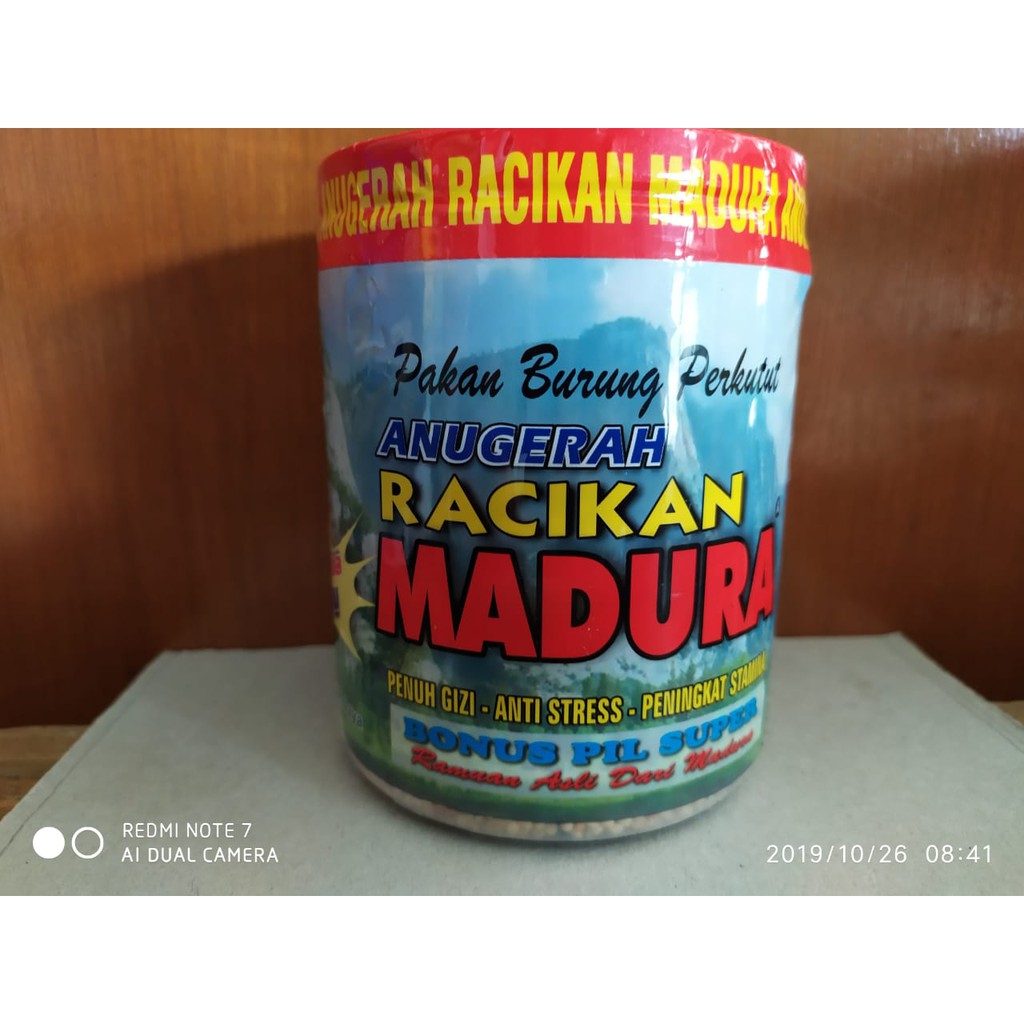 ANUGERAH RACIKAN MADURA
Pakan Burung Perkutut
ANUGERAH
RACIKAN
MADURA
PENUH GIZI - ANTI STRESS - PENINGKAT STAMINA
BONUS PIL SUPER
Ramuan Asli Dari Madura
REDMI NOTE 7
AI DUAL CAMERA
2019/10/26 08:41